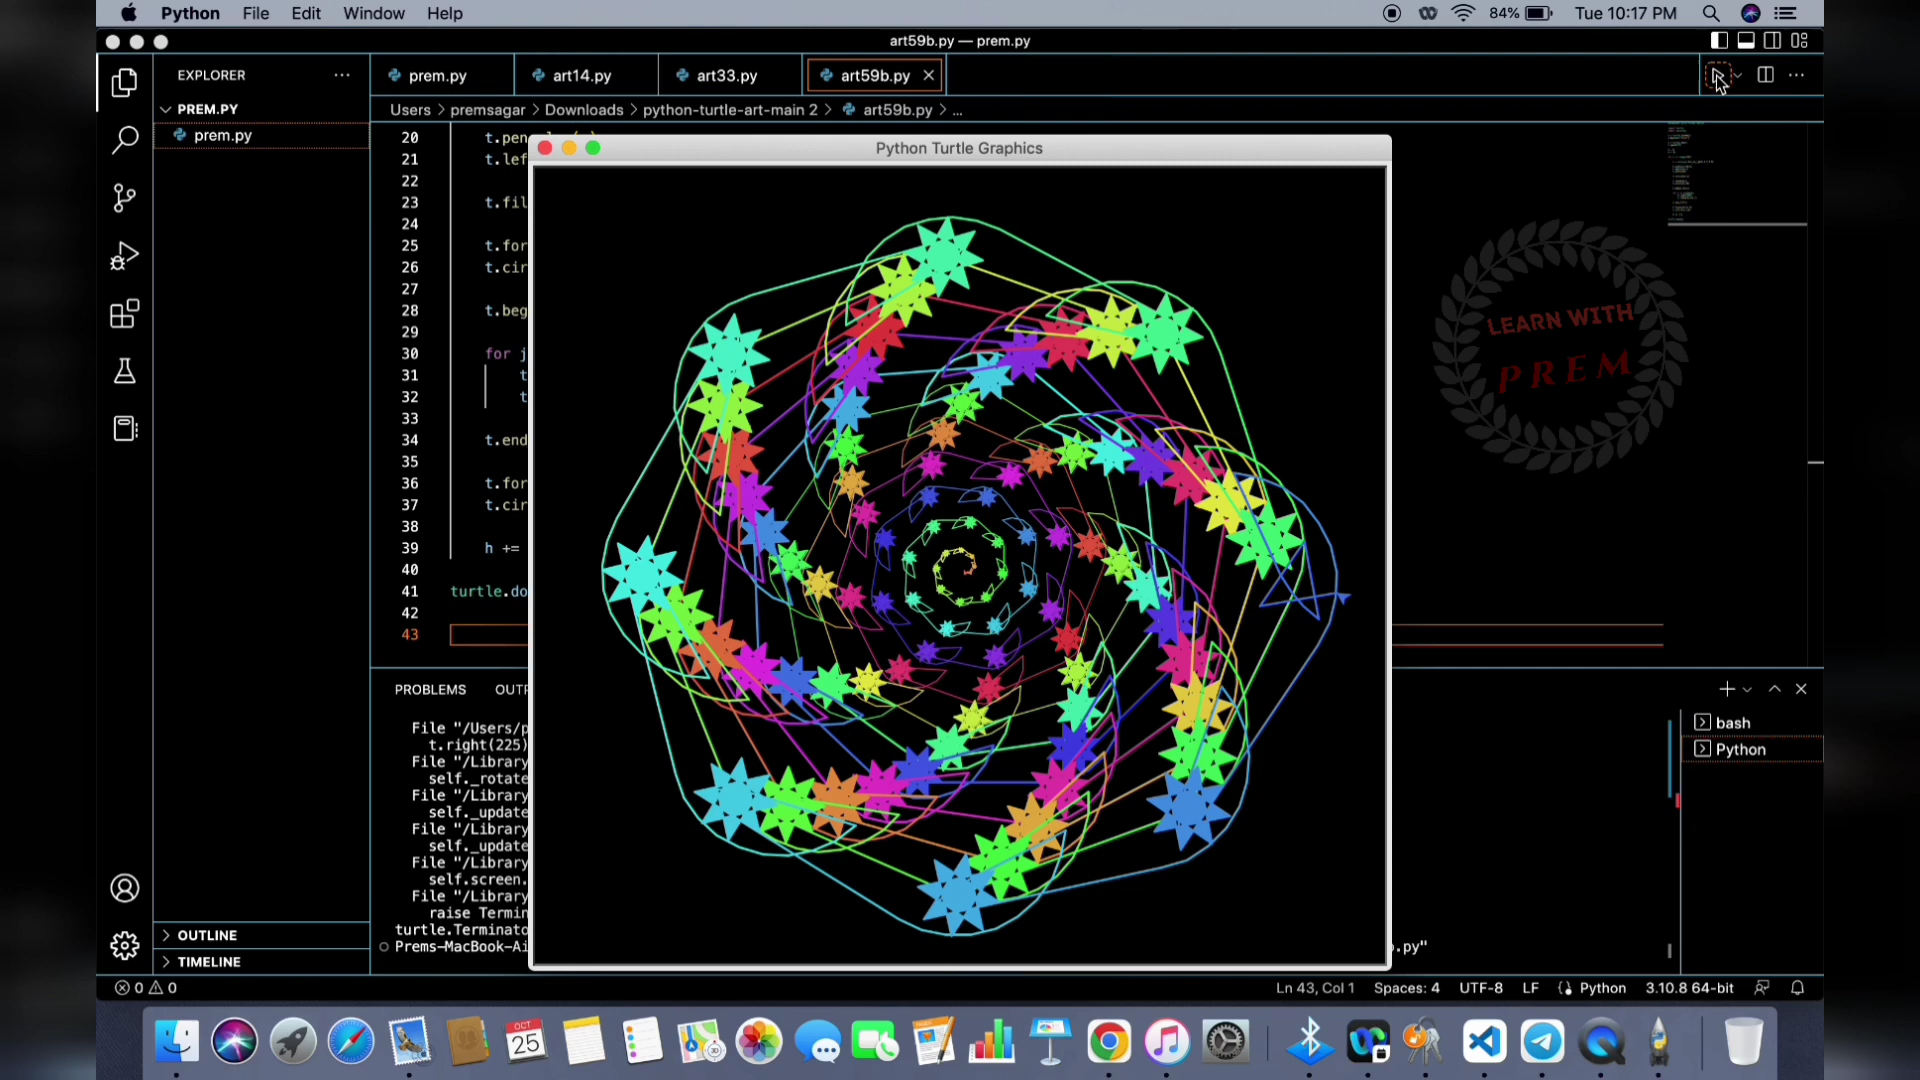 Python File Edit Window Help 84% Tue 10:17 PM
art59b.py — prem.py
EXPLORER
prem.py art14.py art33.py art59b.py
PREM.PY
Users > premsagar > Downloads > python-turtle-art-main 2 > art59b.py > ...
prem.py
20 t.pen
21 t.lef
22
23 t.fil
24
25 t.for
26 t.cir
27
28 t.beg
29
30 for j
31 t
32 t
33
34 t.end
35
36 t.for
37 t.cir
38
39 h +=
40
41 turtle.do
42
43
Python Turtle Graphics
LEARN WITH
PREM
PROBLEMS OUTP
File "/Users/p
t.right(225)
File "/Library
self._rotate
File "/Library
self._update
File "/Library
self._update
File "/Library
self.screen.
File "/Library
raise Termin
turtle.Terminato
Prems-MacBook-Ai
.py"
bash
Python
OUTLINE
TIMELINE
0 0
Ln 43, Col 1 Spaces: 4 UTF-8 LF Python 3.10.8 64-bit
OCT
25